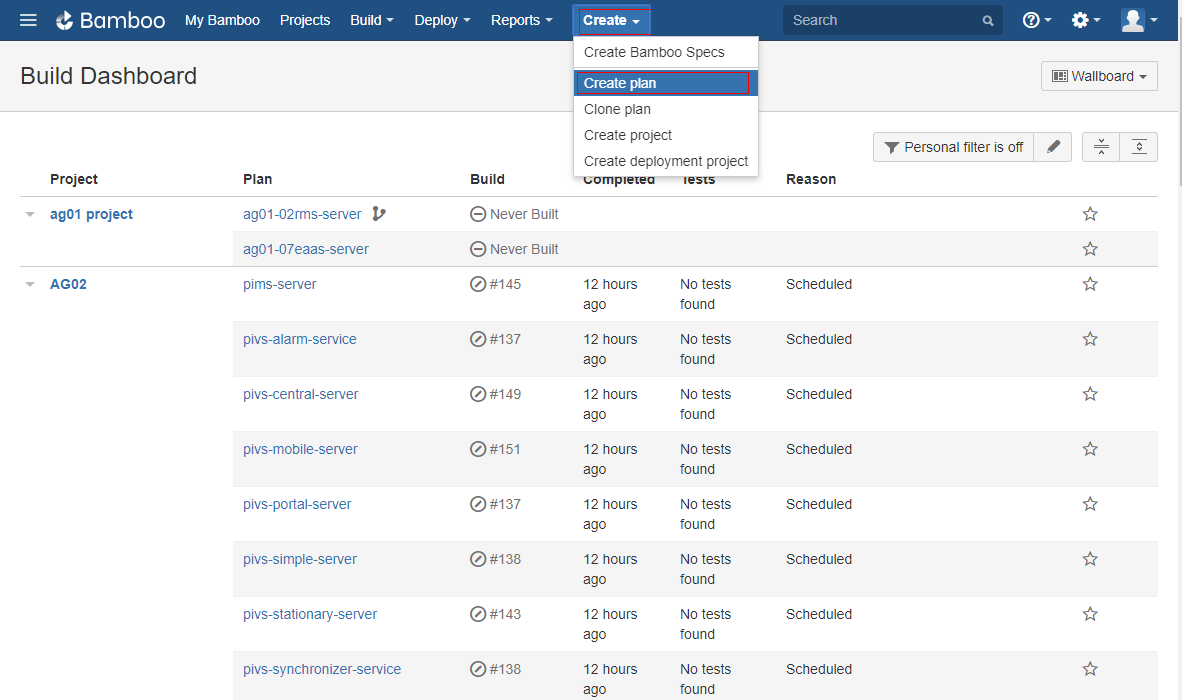 Bamboo My Bamboo Projects Build Deploy Reports Create Search
Create Bamboo Specs
Create plan
Clone plan
Create project
Create deployment project
Build Dashboard
Wallboard
Personal filter is off
Project Plan Build Completed Tests Reason
ag01 project ag01-02rms-server Never Built
ag01-07eaas-server Never Built
AG02 pims-server #145 12 hours No tests Scheduled
ago found
pivs-alarm-service #137 12 hours No tests Scheduled
ago found
pivs-central-server #149 12 hours No tests Scheduled
ago found
pivs-mobile-server #151 12 hours No tests Scheduled
ago found
pivs-portal-server #137 12 hours No tests Scheduled
ago found
pivs-simple-server #138 12 hours No tests Scheduled
ago found
pivs-stationary-server #143 12 hours No tests Scheduled
ago found
pivs-synchronizer-service #138 12 hours No tests Scheduled
ago found